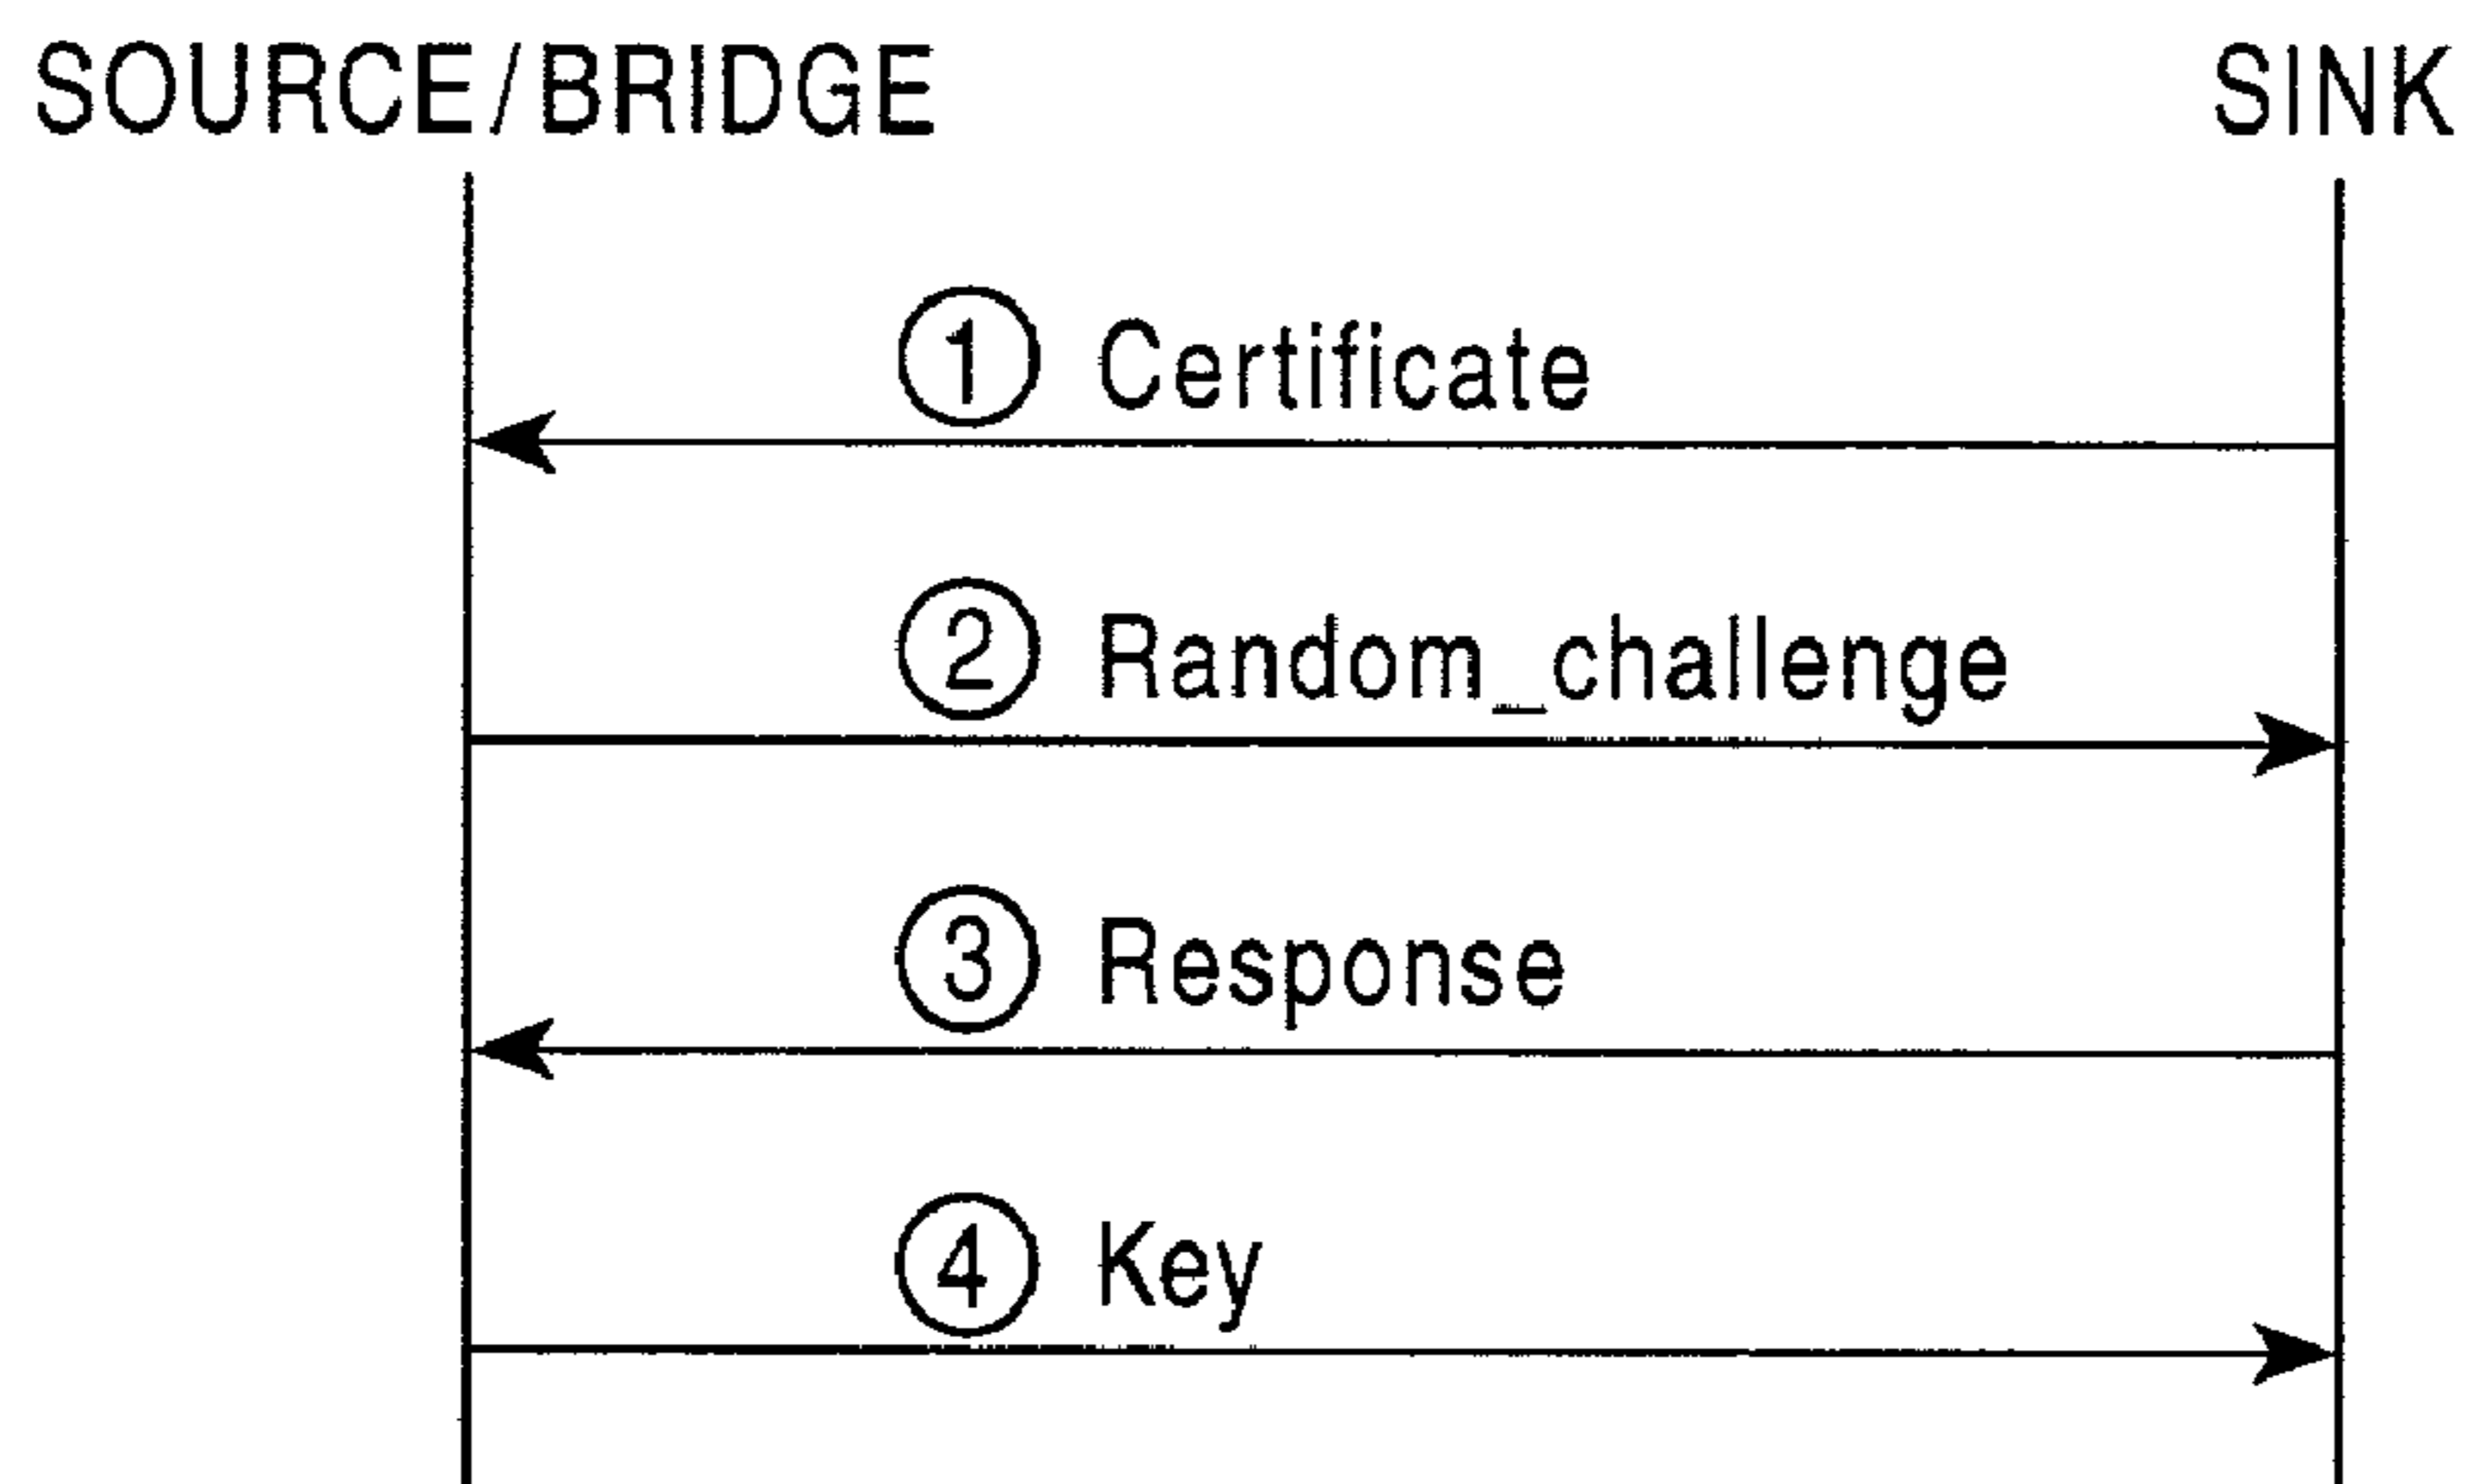 SOURCE/BRIDGE SINK
① Certificate
② Random_challenge
③ Response
④ Key